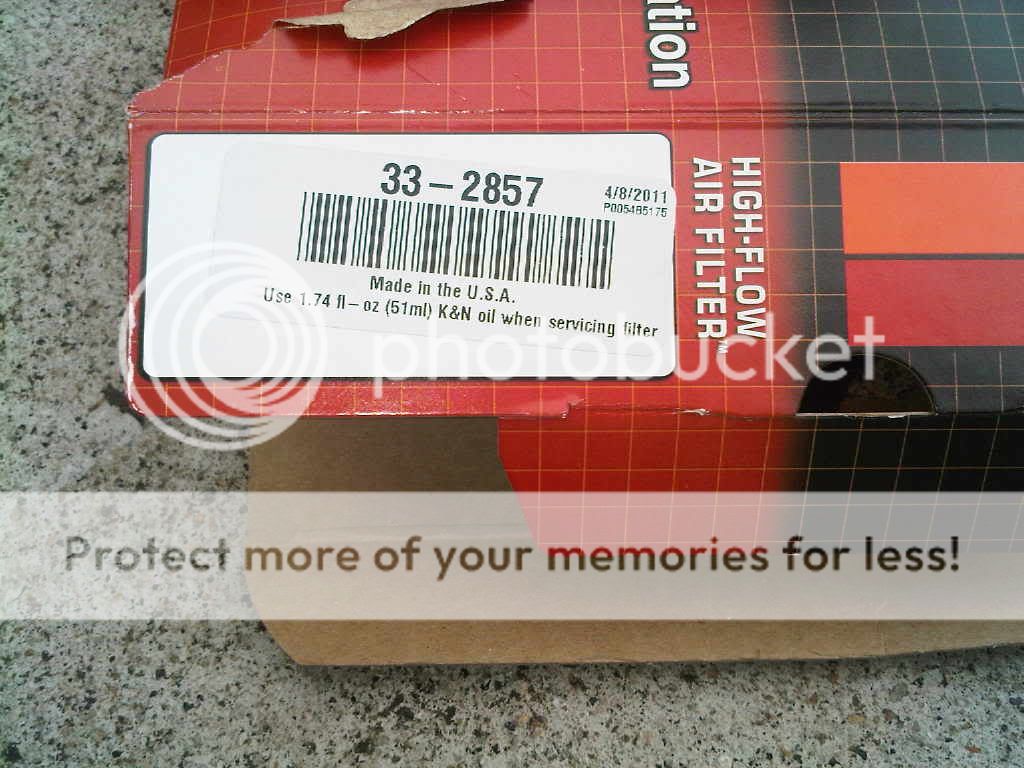 ation
33-2857
4/8/2011
P005485175
Made in the U.S.A.
Use 1.74 fl-oz (51ml) K&N oil when servicing filter
HIGH-FLOW
AIR FILTER™
photobucket
Protect more of your memories for less!